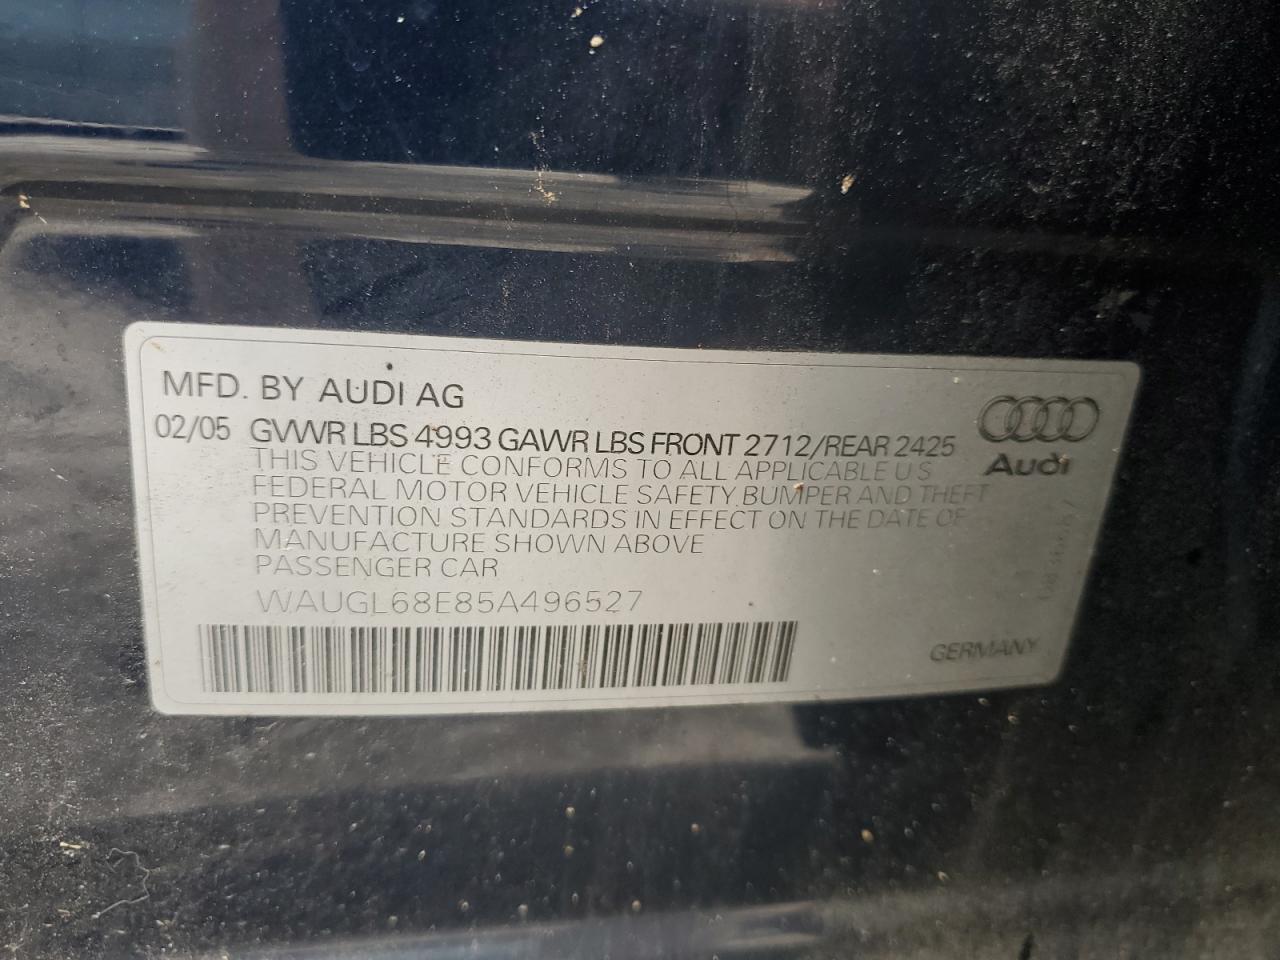 MFD. BY AUDI AG
02/05 GVWR LBS 4993 GAWR LBS FRONT 2712/REAR 2425
THIS VEHICLE CONFORMS TO ALL APPLICABLE U S
FEDERAL MOTOR VEHICLE SAFETY, BUMPER AND THEFT
PREVENTION STANDARDS IN EFFECT ON THE DATE OF
MANUFACTURE SHOWN ABOVE
PASSENGER CAR
WAUGL68E85A496527
Audi
GERMANY